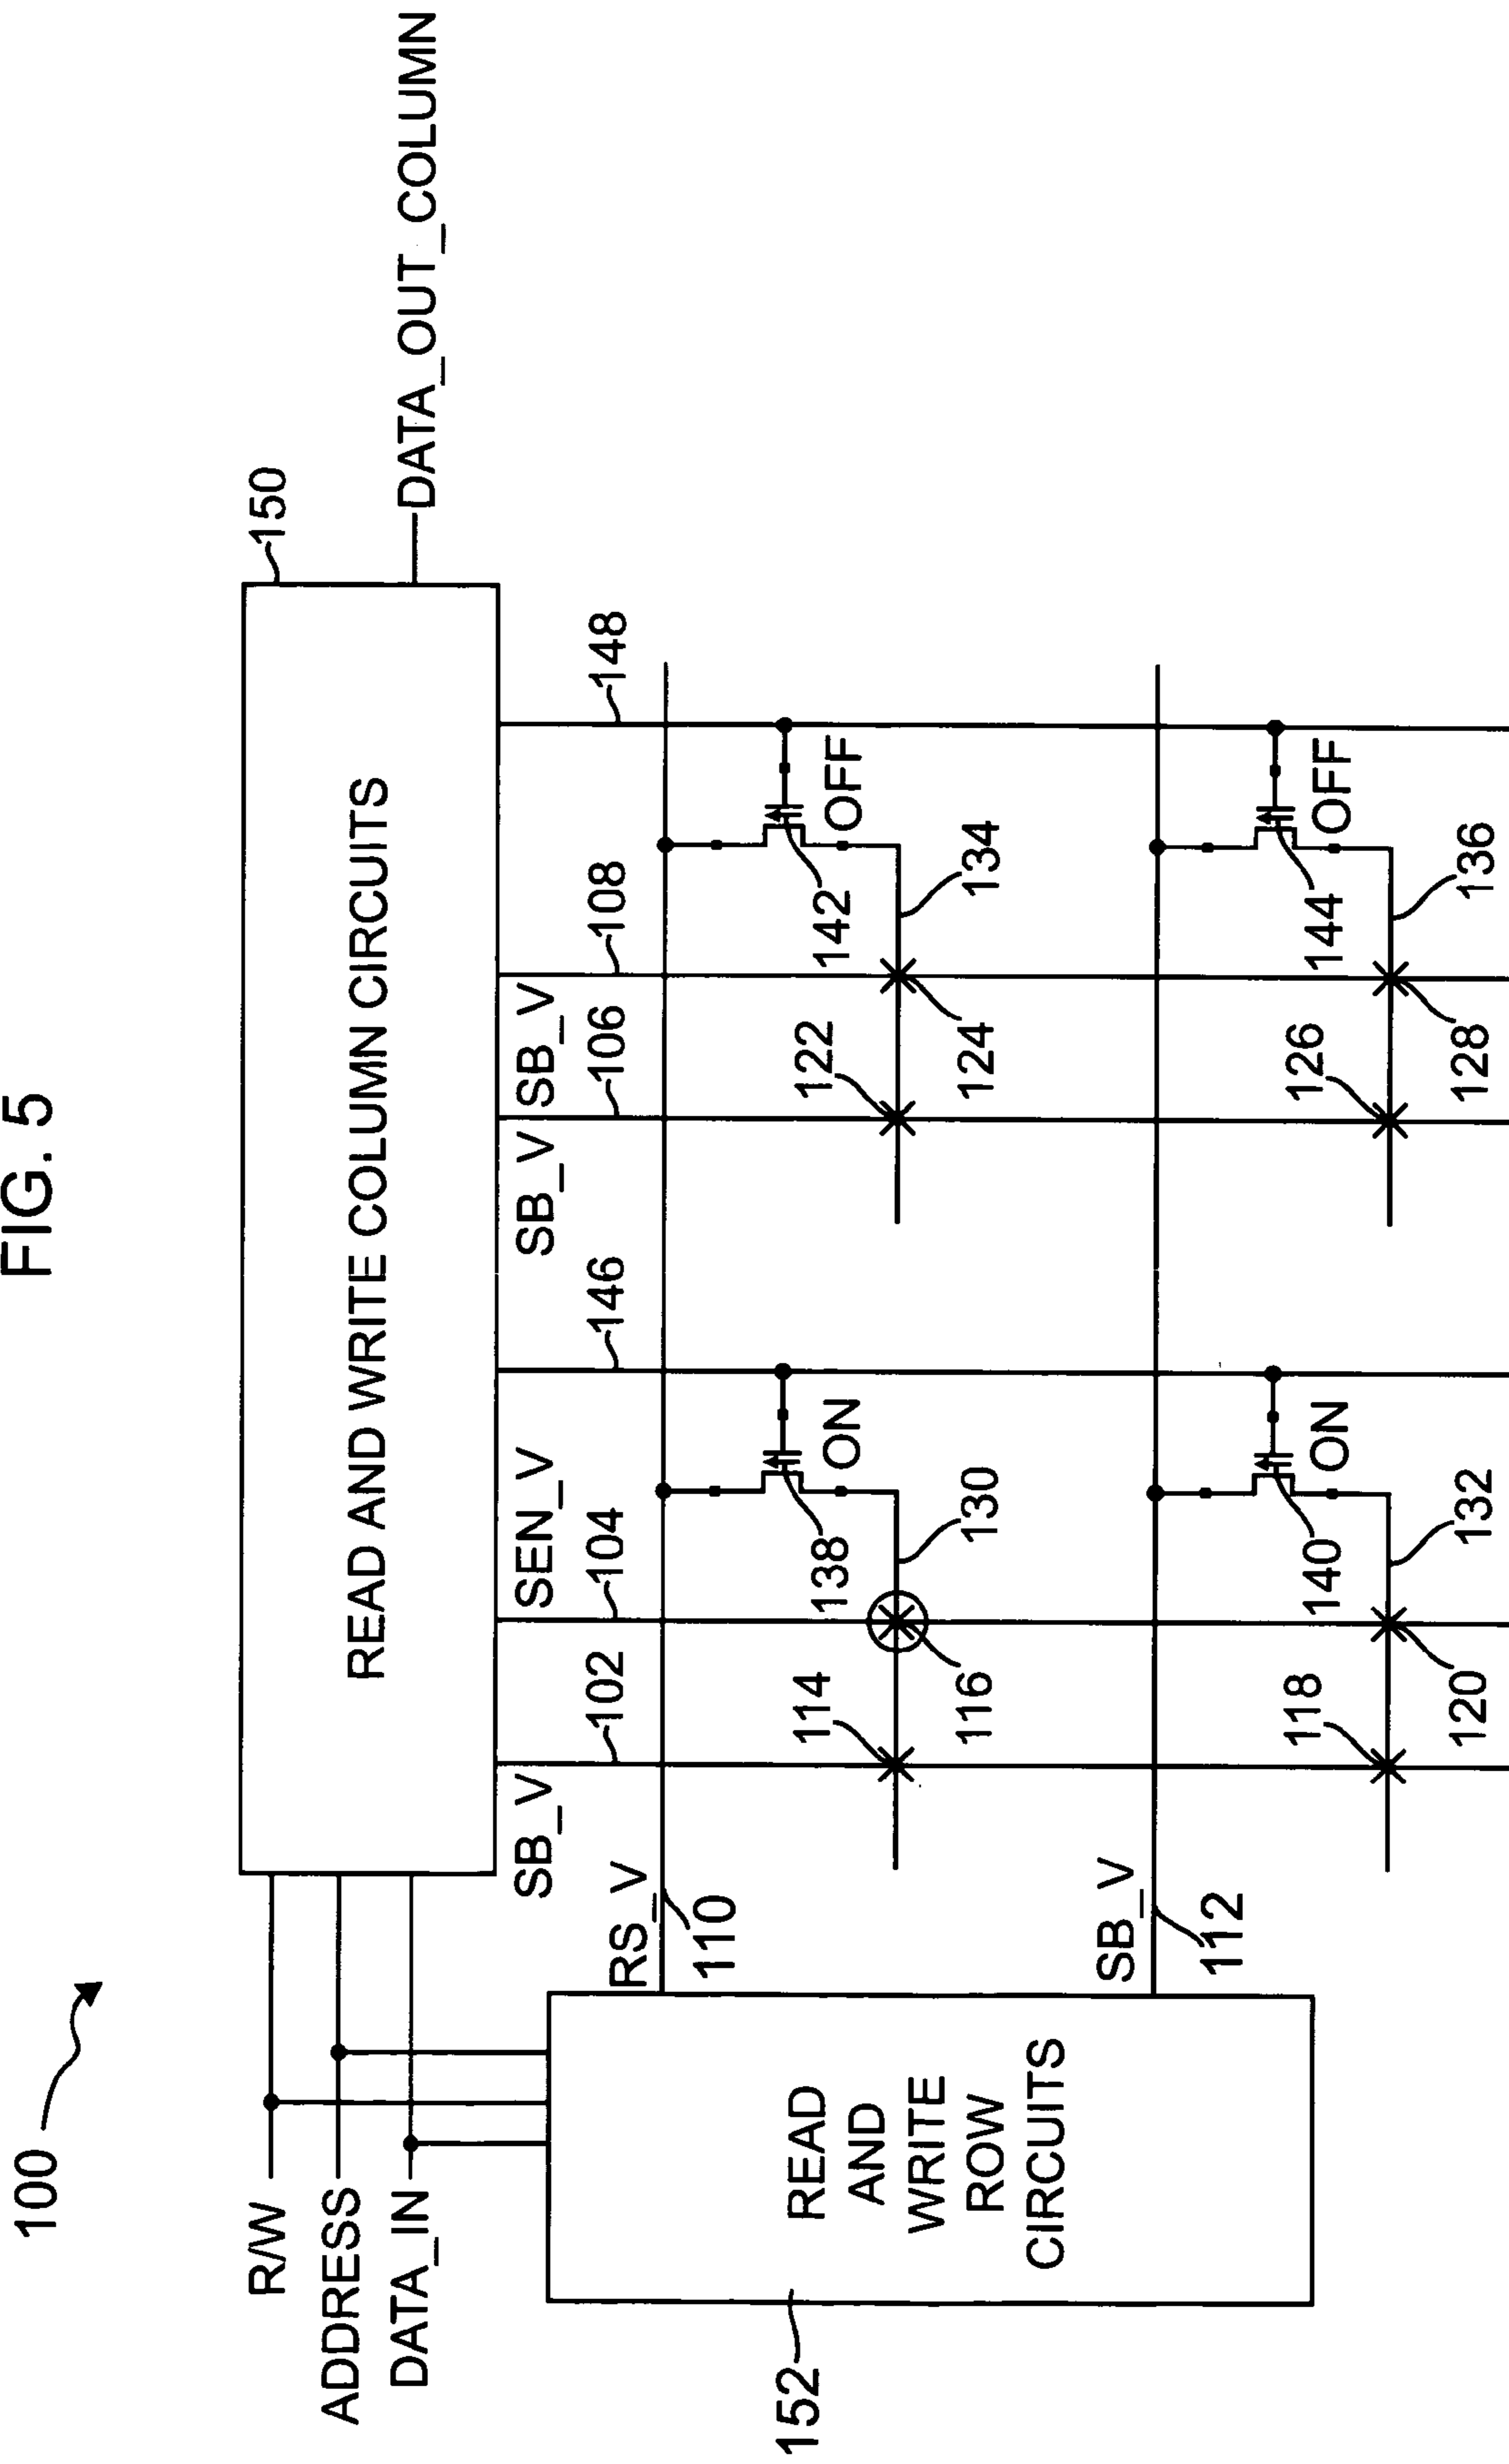 FIG. 5
100
R/W
ADDRESS
DATA_IN
READ AND WRITE COLUMN CIRCUITS
150
DATA_OUT_COLUMN
SB_V
102
SEN_V
104
146
SB_V
106
SB_V
108
148
RS_V
110
138
ON
142
OFF
114
116
130
122
124
134
SB_V
112
140
ON
144
OFF
118
120
132
126
128
136
READ
AND
WRITE
ROW
CIRCUITS
152